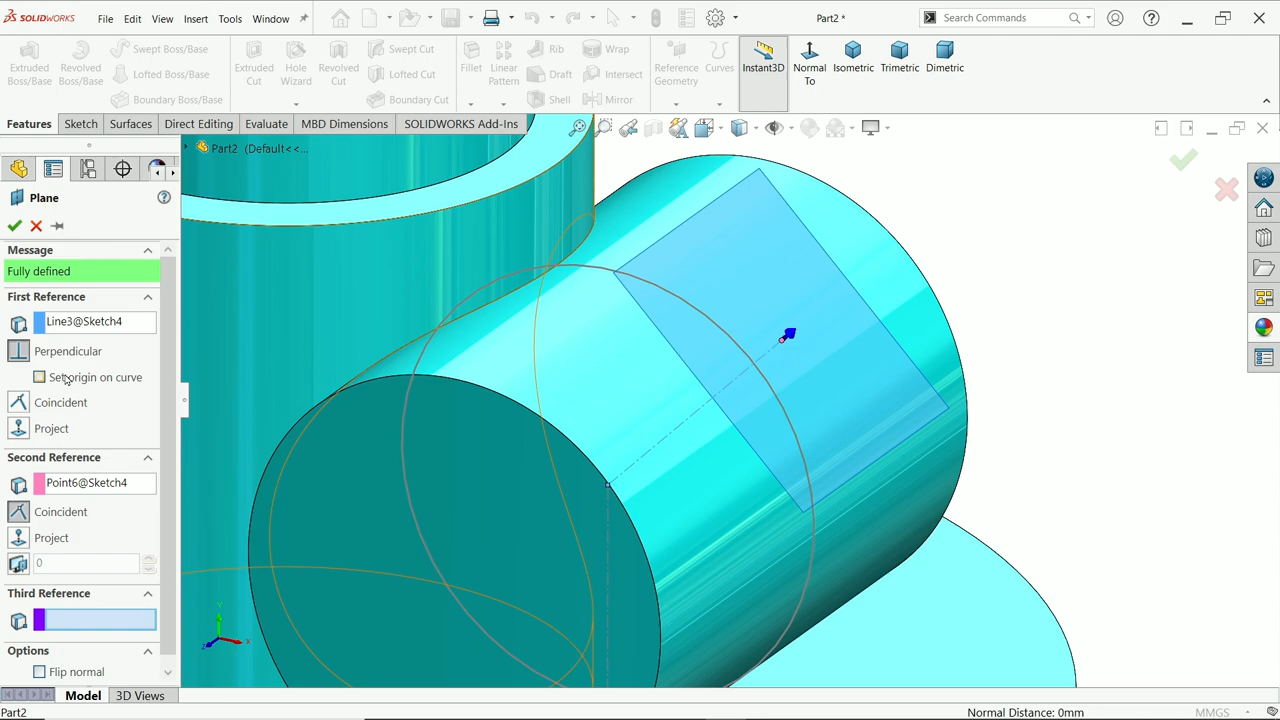 SOLIDWORKS File Edit View Insert Tools Window Part2 * Search Commands
Extruded Boss/Base
Revolved Boss/Base
Swept Boss/Base
Lofted Boss/Base
Boundary Boss/Base
Extruded Cut
Hole Wizard
Revolved Cut
Swept Cut
Lofted Cut
Boundary Cut
Fillet
Linear Pattern
Rib
Draft
Shell
Wrap
Intersect
Mirror
Reference Geometry
Curves
Instant3D
Normal To
Isometric
Trimetric
Dimetric
Features Sketch Surfaces Direct Editing Evaluate MBD Dimensions SOLIDWORKS Add-Ins
Part2 (Default<<...
Plane
Message
Fully defined
First Reference
Line3@Sketch4
Perpendicular
Set origin on curve
Coincident
Project
Second Reference
Point6@Sketch4
Coincident
Project
0
Third Reference
Options
Flip normal
Y
X
Z
Model 3D Views
Part2 Normal Distance: 0mm MMGS